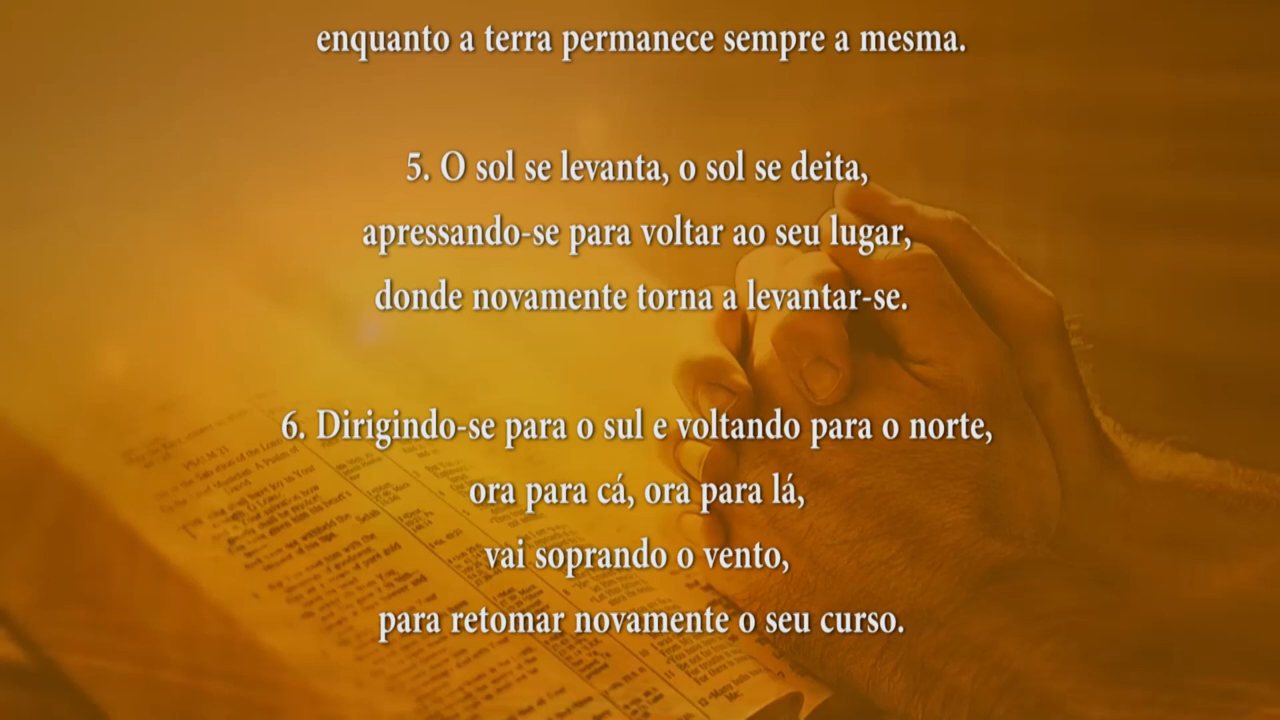 enquanto a terra permanece sempre a mesma.
5. O sol se levanta, o sol se deita,
apressando-se para voltar ao seu lugar,
donde novamente torna a levantar-se.
6. Dirigindo-se para o sul e voltando para o norte,
ora para cá, ora para lá,
vai soprando o vento,
para retomar novamente o seu curso.